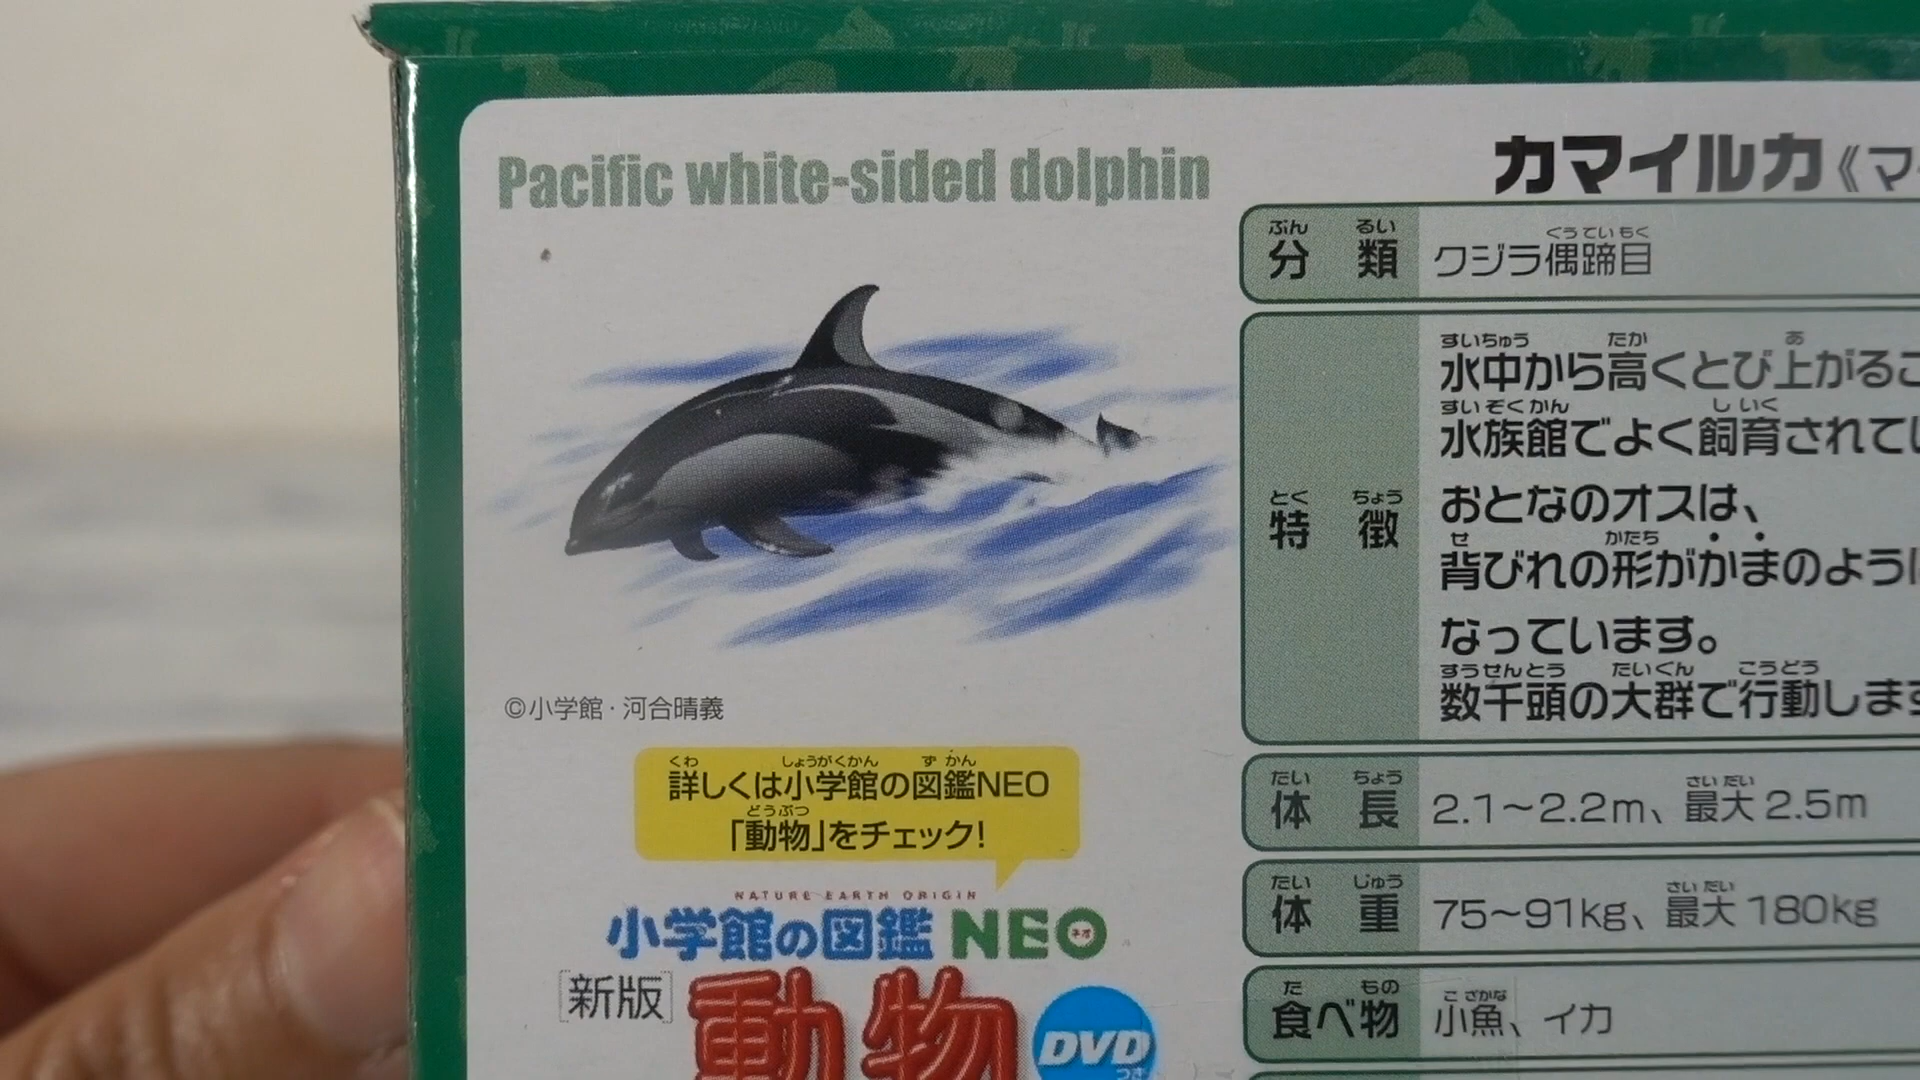 Pacific white-sided dolphin
カマイルカ《マ
ぶん るい
分類
くうていもく
クジラ偶蹄目
とく ちょう
特徴
すいちゅう たか あ
水中から高くとび上がるこ
すいぞくかん しいく
水族館でよく飼育されてい
おとなのオスは、
せ かたち
背びれの形がかまのように
なっています。
すうせんとう たいぐん こうどう
数千頭の大群で行動します
たい ちょう
体長
さいだい
2.1〜2.2m、最大2.5m
たい じゅう
体重
さいだい
75〜91kg、最大180kg
た もの
食べ物
こざかな
小魚、イカ
©小学館・河合晴義
くわ しょうがくかん ずかん
詳しくは小学館の図鑑NEO
どうぶつ
「動物」をチェック!
NATURE EARTH ORIGIN
小学館の図鑑 NEO
ネオ
[新版]
動物
DVD
つき